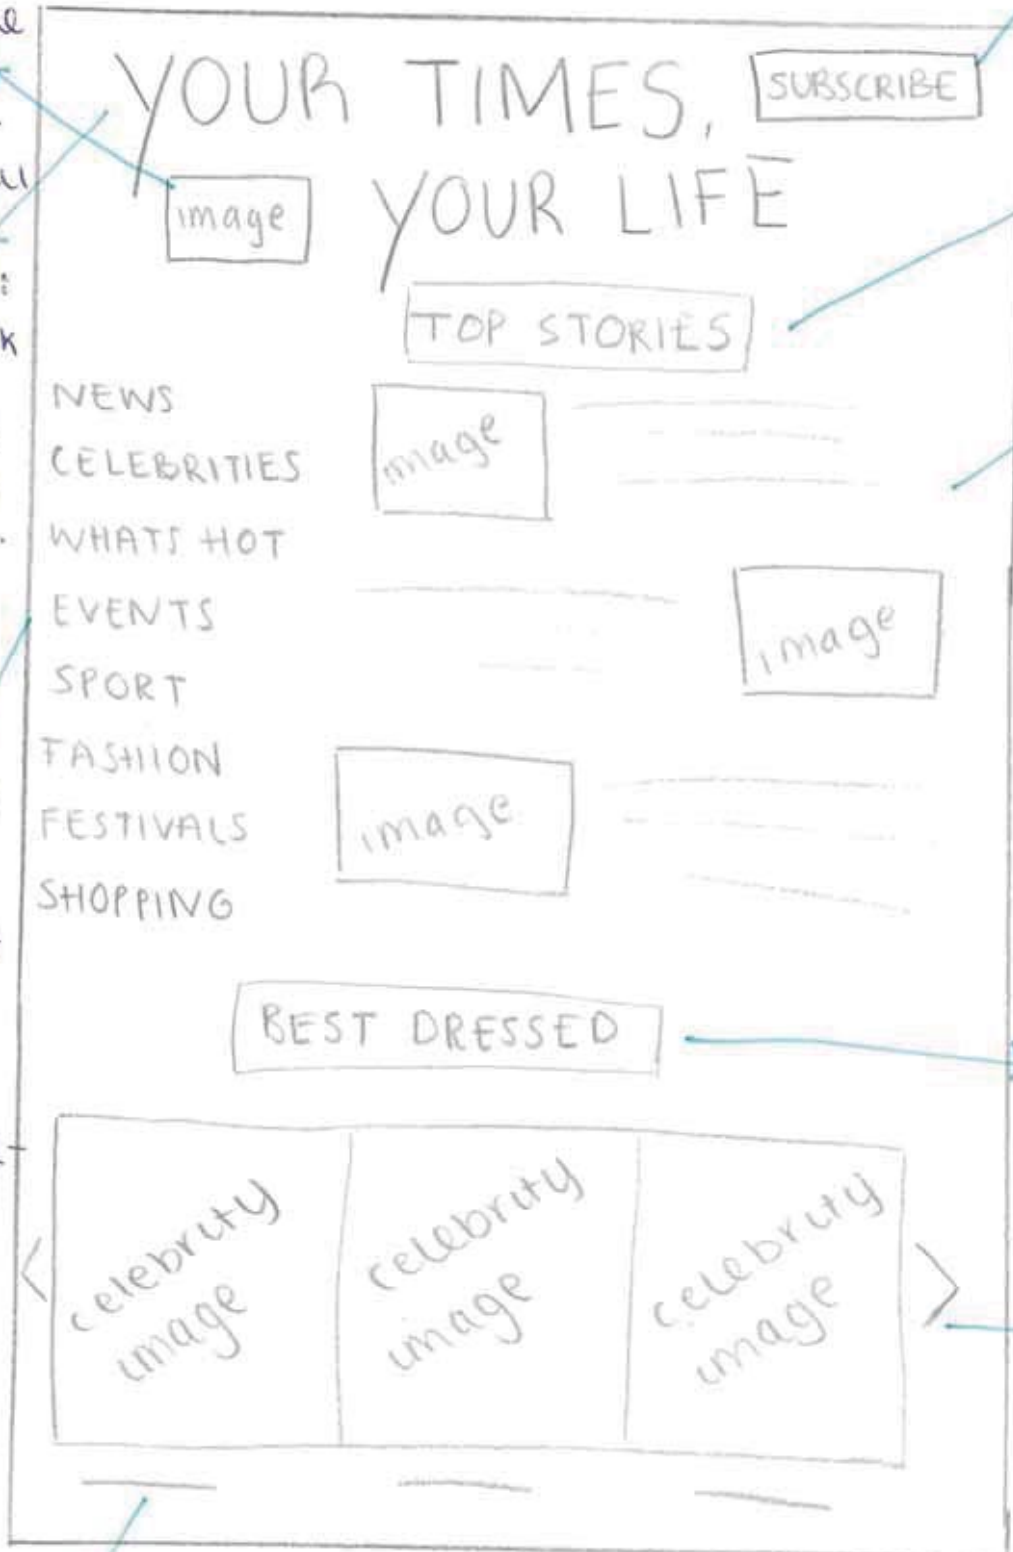 YOUR TIMES,
SUBSCRIBE
image
YOUR LIFE
TOP STORIES
NEWS
CELEBRITIES
WHATS HOT
EVENTS
SPORT
FASHION
FESTIVALS
SHOPPING
image
image
image
BEST DRESSED
<
celebrity
image
celebrity
image
celebrity
image
>